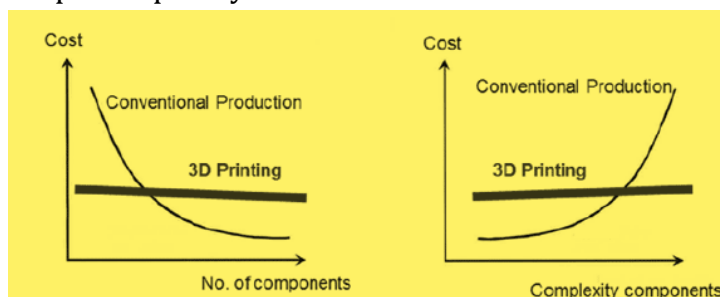 Cost
Conventional Production
3D Printing
No. of components
Cost
Conventional Production
3D Printing
Complexity components